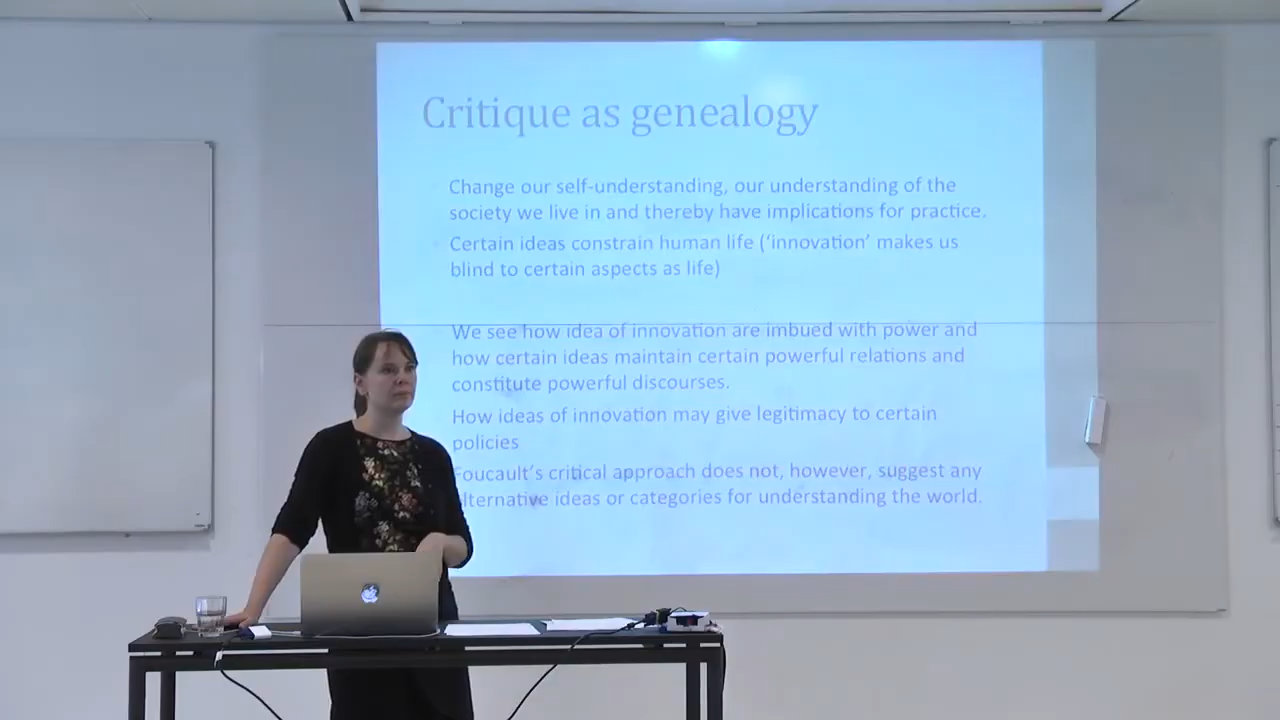 Critique as genealogy
Change our self-understanding, our understanding of the
society we live in and thereby have implications for practice.
Certain ideas constrain human life (‘innovation’ makes us
blind to certain aspects as life)
We see how idea of innovation are imbued with power and
how certain ideas maintain certain powerful relations and
constitute powerful discourses.
How ideas of innovation may give legitimacy to certain
policies
Foucault’s critical approach does not, however, suggest any
alternative ideas or categories for understanding the world.